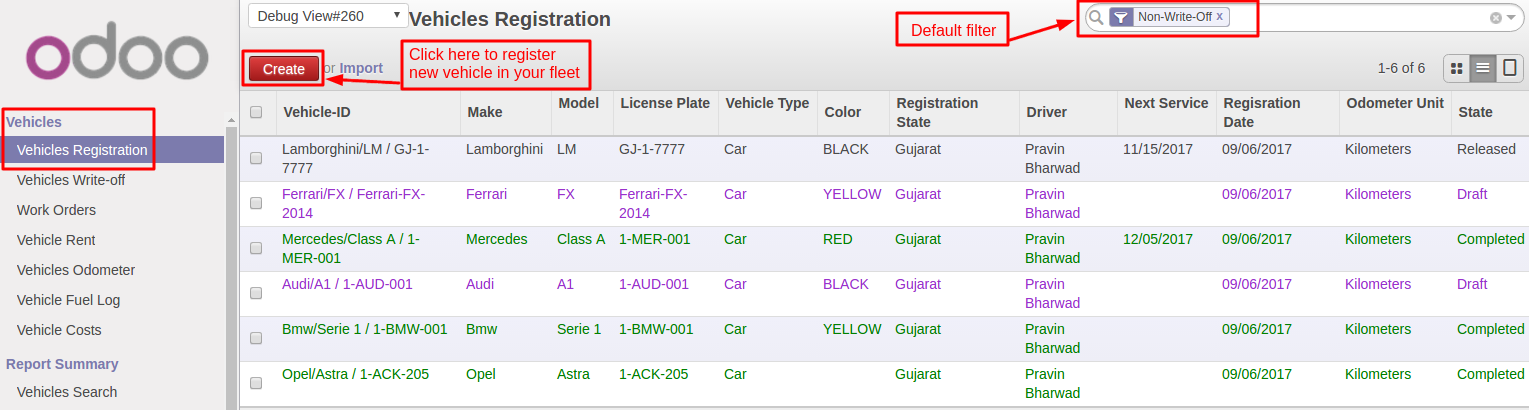 odoo
Debug View#260
Vehicles Registration
Non-Write-Off x
Default filter
Create or Import
Click here to register
new vehicle in your fleet
1-6 of 6
Vehicles
Vehicles Registration
Vehicles Write-off
Work Orders
Vehicle Rent
Vehicles Odometer
Vehicle Fuel Log
Vehicle Costs
Report Summary
Vehicles Search
Vehicle-ID Make Model License Plate Vehicle Type Color Registration State Driver Next Service Regisration Date Odometer Unit State
Lamborghini/LM / GJ-1- Lamborghini LM GJ-1-7777 Car BLACK Gujarat Pravin 11/15/2017 09/06/2017 Kilometers Released
7777 Bharwad
Ferrari/FX / Ferrari-FX- Ferrari FX Ferrari-FX- Car YELLOW Gujarat Pravin 09/06/2017 Kilometers Draft
2014 2014 Bharwad
Mercedes/Class A / 1- Mercedes Class A 1-MER-001 Car RED Gujarat Pravin 12/05/2017 09/06/2017 Kilometers Completed
MER-001 Bharwad
Audi/A1 / 1-AUD-001 Audi A1 1-AUD-001 Car BLACK Gujarat Pravin 09/06/2017 Kilometers Draft
Bharwad
Bmw/Serie 1 / 1-BMW-001 Bmw Serie 1 1-BMW-001 Car YELLOW Gujarat Pravin 09/06/2017 Kilometers Completed
Bharwad
Opel/Astra / 1-ACK-205 Opel Astra 1-ACK-205 Car Gujarat Pravin 09/06/2017 Kilometers Completed
Bharwad